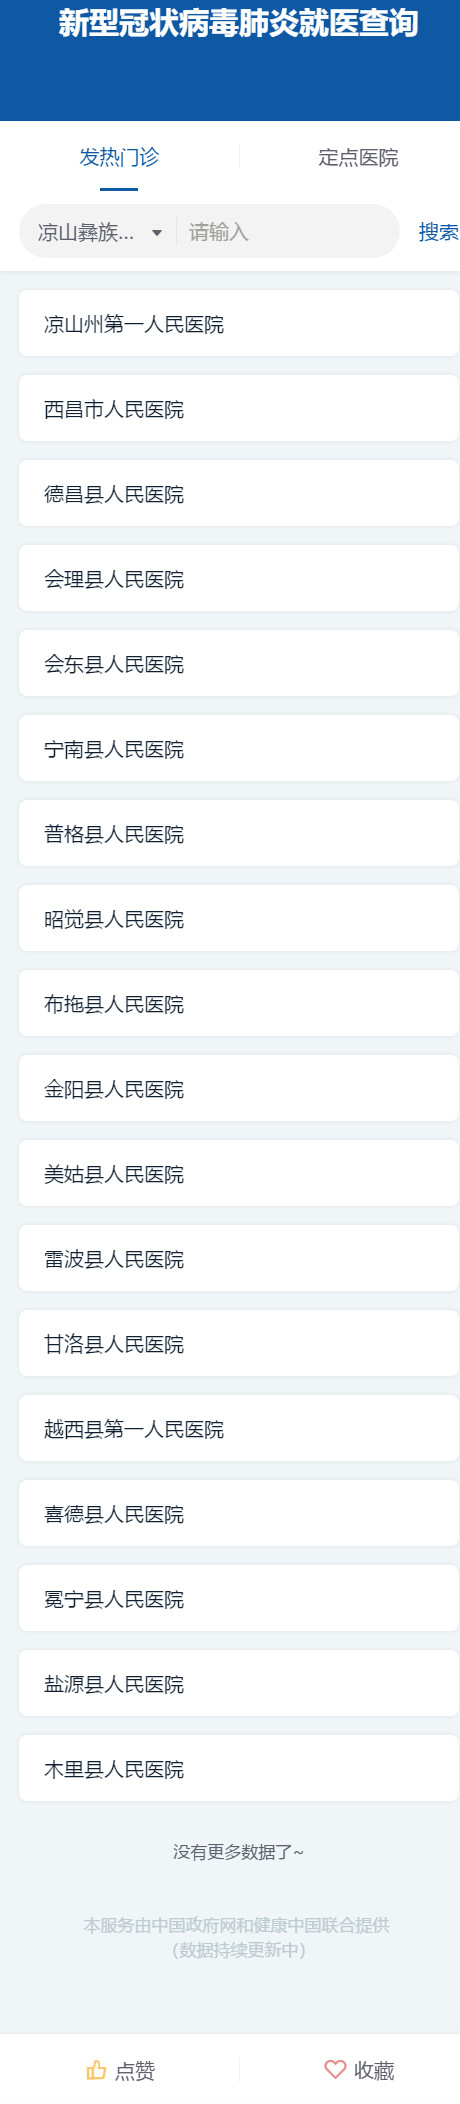 新型冠状病毒肺炎就医查询
发热门诊
定点医院
凉山彝族... 请输入 搜索
凉山州第一人民医院
西昌市人民医院
德昌县人民医院
会理县人民医院
会东县人民医院
宁南县人民医院
普格县人民医院
昭觉县人民医院
布拖县人民医院
金阳县人民医院
美姑县人民医院
雷波县人民医院
甘洛县人民医院
越西县第一人民医院
喜德县人民医院
冕宁县人民医院
盐源县人民医院
木里县人民医院
没有更多数据了~
本服务由中国政府网和健康中国联合提供
（数据持续更新中）
点赞
收藏